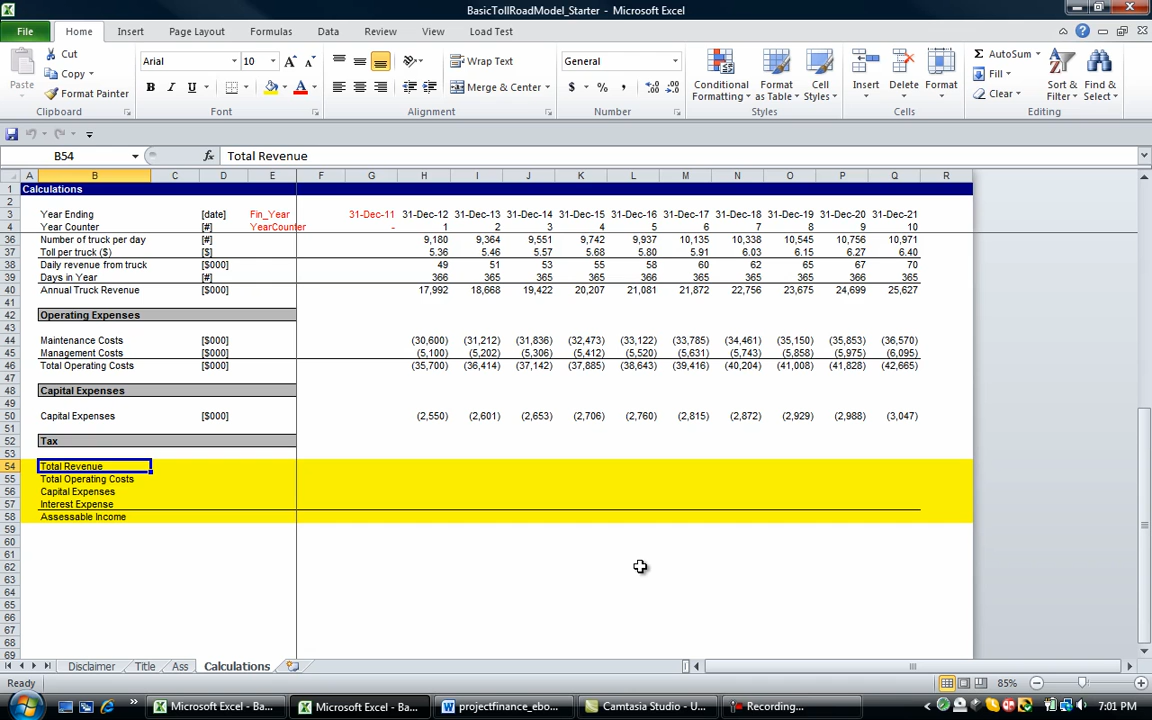 BasicTollRoadModel_Starter - Microsoft Excel
File Home Insert Page Layout Formulas Data Review View Load Test
Paste Cut Copy Format Painter Clipboard
Arial 10 A A B I U A Font
Wrap Text Merge & Center Alignment
General $ % , Number
Conditional Formatting Format as Table Cell Styles Styles
Insert Delete Format Cells
Σ AutoSum Fill Clear Sort & Filter Find & Select Editing
B54 fx Total Revenue
A B C D E F G H I J K L M N O P Q R
1 Calculations
2
3 Year Ending [date] Fin_Year 31-Dec-11 31-Dec-12 31-Dec-13 31-Dec-14 31-Dec-15 31-Dec-16 31-Dec-17 31-Dec-18 31-Dec-19 31-Dec-20 31-Dec-21
4 Year Counter [#] YearCounter - 1 2 3 4 5 6 7 8 9 10
36 Number of truck per day [#] 9,180 9,364 9,551 9,742 9,937 10,135 10,338 10,545 10,756 10,971
37 Toll per truck ($) [$] 5.36 5.46 5.57 5.68 5.80 5.91 6.03 6.15 6.27 6.40
38 Daily revenue from truck [$000] 49 51 53 55 58 60 62 65 67 70
39 Days in Year [#] 366 365 365 365 366 365 365 365 366 365
40 Annual Truck Revenue [$000] 17,992 18,668 19,422 20,207 21,081 21,872 22,756 23,675 24,699 25,627
41
42 Operating Expenses
43
44 Maintenance Costs [$000] (30,600) (31,212) (31,836) (32,473) (33,122) (33,785) (34,461) (35,150) (35,853) (36,570)
45 Management Costs [$000] (5,100) (5,202) (5,306) (5,412) (5,520) (5,631) (5,743) (5,858) (5,975) (6,095)
46 Total Operating Costs [$000] (35,700) (36,414) (37,142) (37,885) (38,643) (39,416) (40,204) (41,008) (41,828) (42,665)
47
48 Capital Expenses
49
50 Capital Expenses [$000] (2,550) (2,601) (2,653) (2,706) (2,760) (2,815) (2,872) (2,929) (2,988) (3,047)
51
52 Tax
53
54 Total Revenue
55 Total Operating Costs
56 Capital Expenses
57 Interest Expense
58 Assessable Income
59
60
61
62
63
64
65
66
67
68
69
Disclaimer Title Ass Calculations
Ready 85%
Microsoft Excel - Ba... Microsoft Excel - Ba... projectfinance_ebo... Camtasia Studio - U... Recording... 7:01 PM